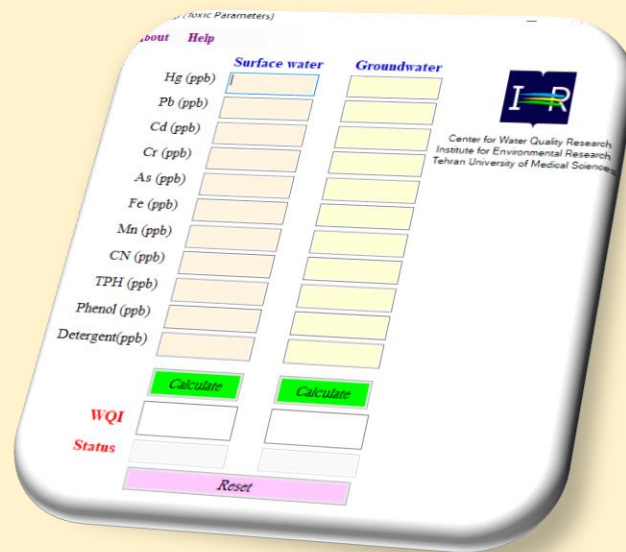 (Toxic Parameters)
About Help
Surface water Groundwater
Hg (ppb)
Pb (ppb)
Cd (ppb)
Cr (ppb)
As (ppb)
Fe (ppb)
Mn (ppb)
CN (ppb)
TPH (ppb)
Phenol (ppb)
Detergent(ppb)
Calculate Calculate
WQI
Status
Reset
I R
Center for Water Quality Research
Institute for Environmental Research
Tehran University of Medical Sciences